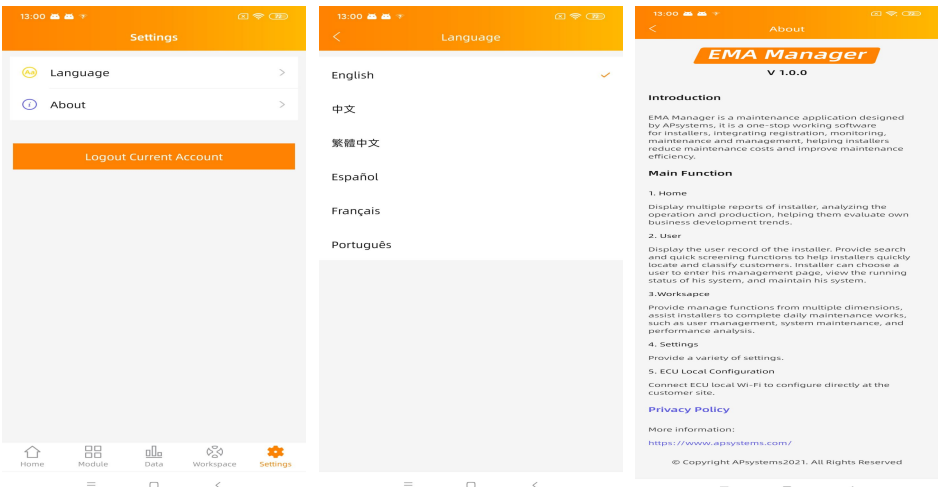 13:00
Settings
Language
About
Logout Current Account
Home
Module
Data
Workspace
Settings
13:00
Language
English
中文
繁體中文
Español
Français
Português
13:00
About
EMA Manager
V 1.0.0
Introduction
EMA Manager is a maintenance application designed
by APsystems, it is a one-stop working software
for installers, integrating registration, monitoring,
maintenance and management, helping installers
reduce maintenance costs and improve maintenance
efficiency.
Main Function
1. Home
Display multiple reports of installer, analyzing the
operation and production, helping them evaluate own
business development trends.
2. User
Display the user record of the installer. Provide search
and quick screening functions to help installers quickly
locate and classify customers. Installer can choose a
user to enter his management page, view the running
status of his system, and maintain his system.
3.Worksapce
Provide manage functions from multiple dimensions,
assist installers to complete daily maintenance works,
such as user management, system maintenance, and
performance analysis.
4. Settings
Provide a variety of settings.
5. ECU Local Configuration
Connect ECU local Wi-Fi to configure directly at the
customer site.
Privacy Policy
More information:
https://www.apsystems.com/
© Copyright APsystems2021. All Rights Reserved